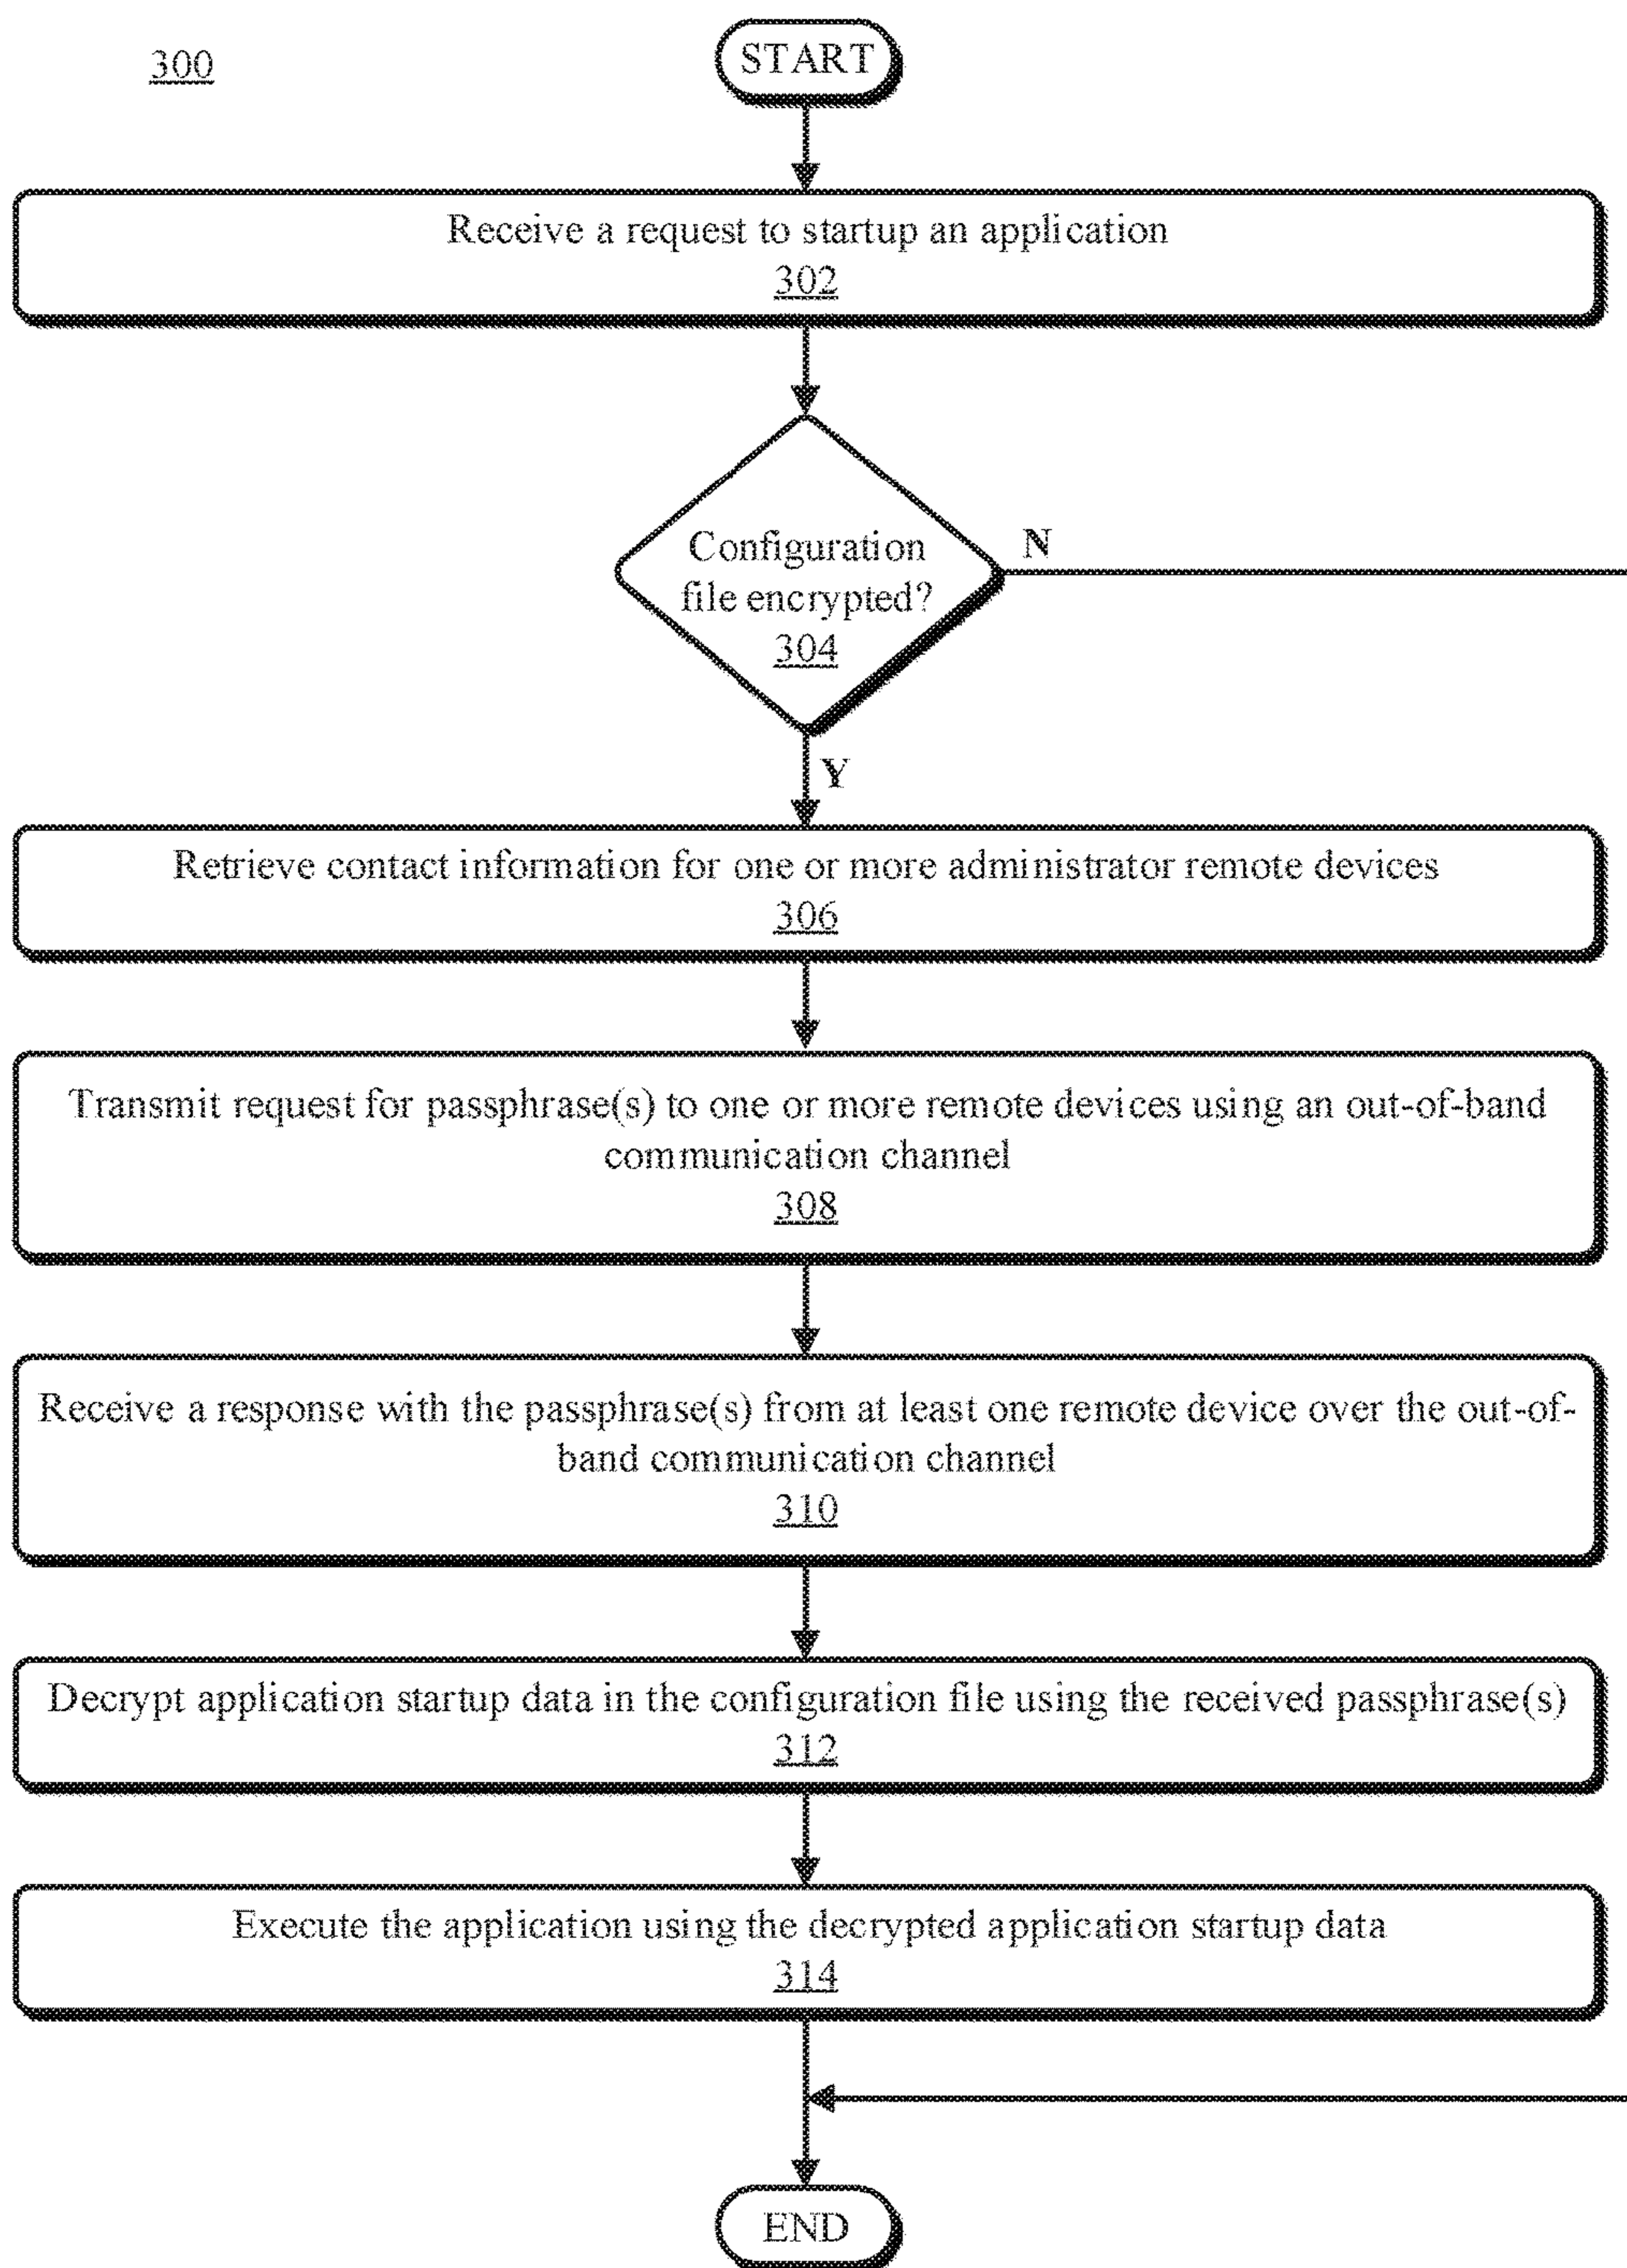 300
START
Receive a request to startup an application
302
Configuration
file encrypted?
304
N
Y
Retrieve contact information for one or more administrator remote devices
306
Transmit request for passphrase(s) to one or more remote devices using an out-of-band
communication channel
308
Receive a response with the passphrase(s) from at least one remote device over the out-of-
band communication channel
310
Decrypt application startup data in the configuration file using the received passphrase(s)
312
Execute the application using the decrypted application startup data
314
END